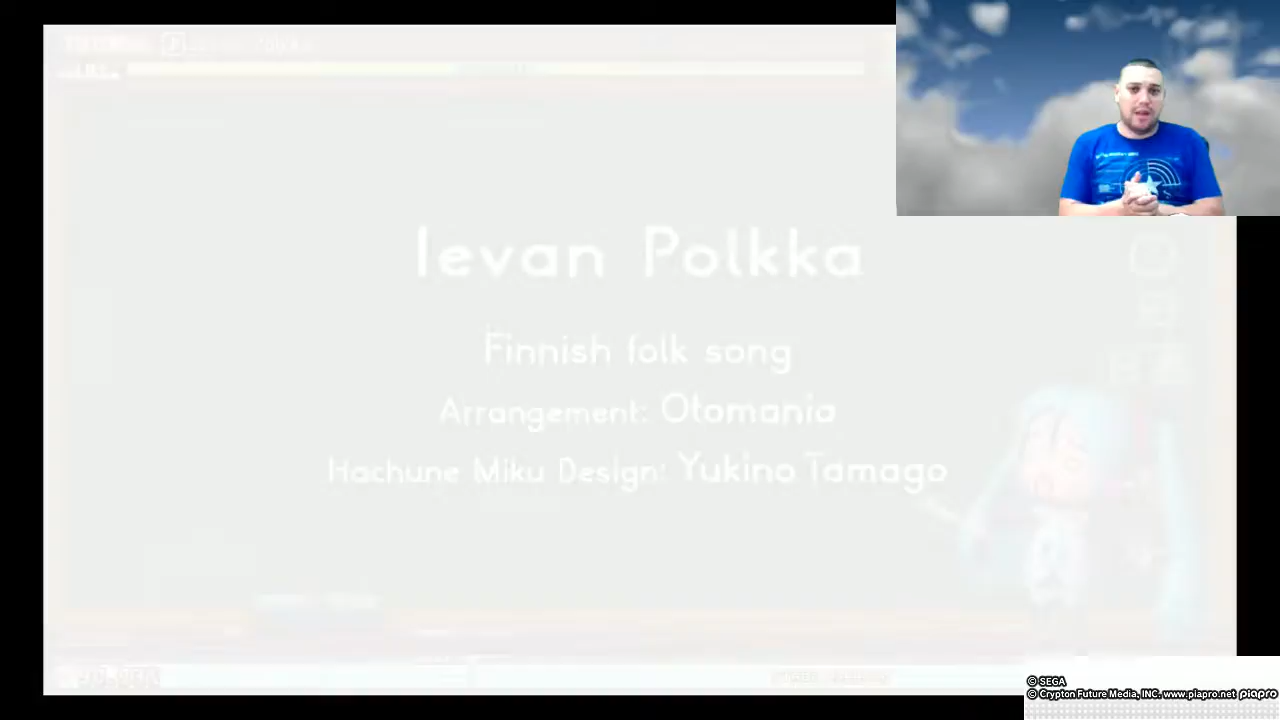 Ievan Polkka
Finnish folk song
Arrangement: Otomania
Hachune Miku Design: Yukino Tamago
© SEGA
© Crypton Future Media, INC. www.piapro.net piapro